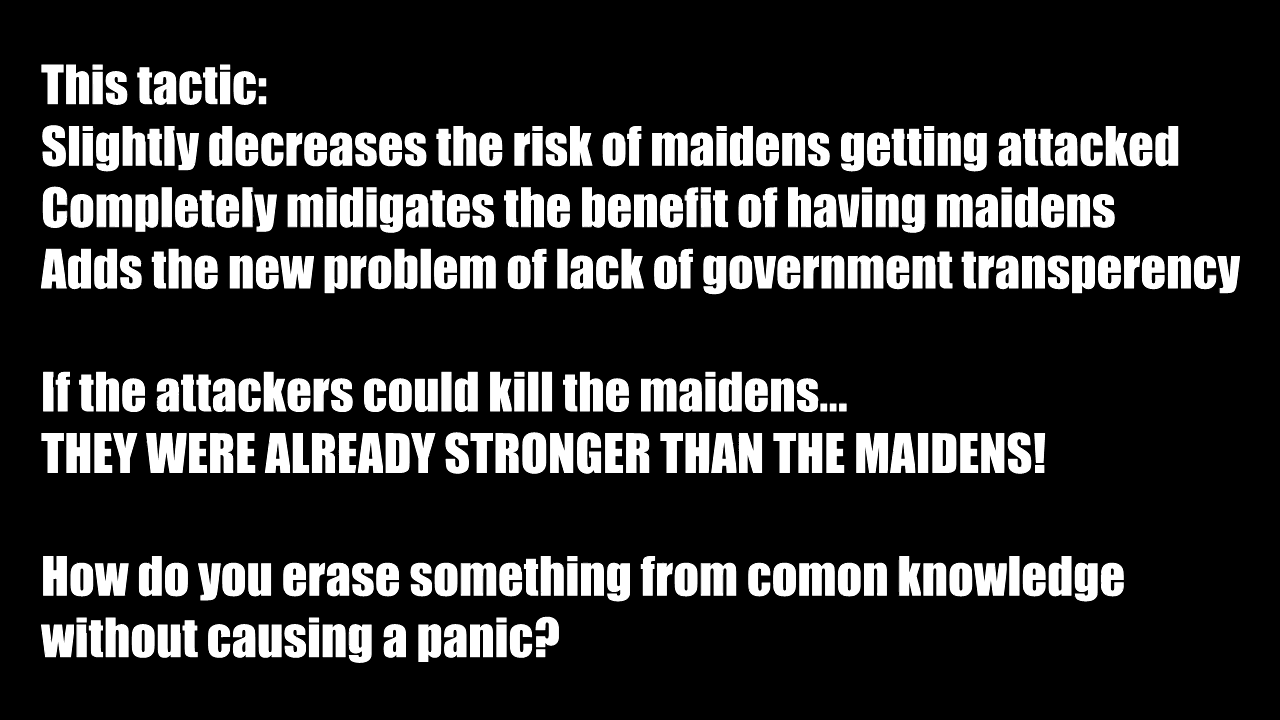 This tactic:
Slightly decreases the risk of maidens getting attacked
Completely midigates the benefit of having maidens
Adds the new problem of lack of government transperency
If the attackers could kill the maidens...
THEY WERE ALREADY STRONGER THAN THE MAIDENS!
How do you erase something from comon knowledge
without causing a panic?